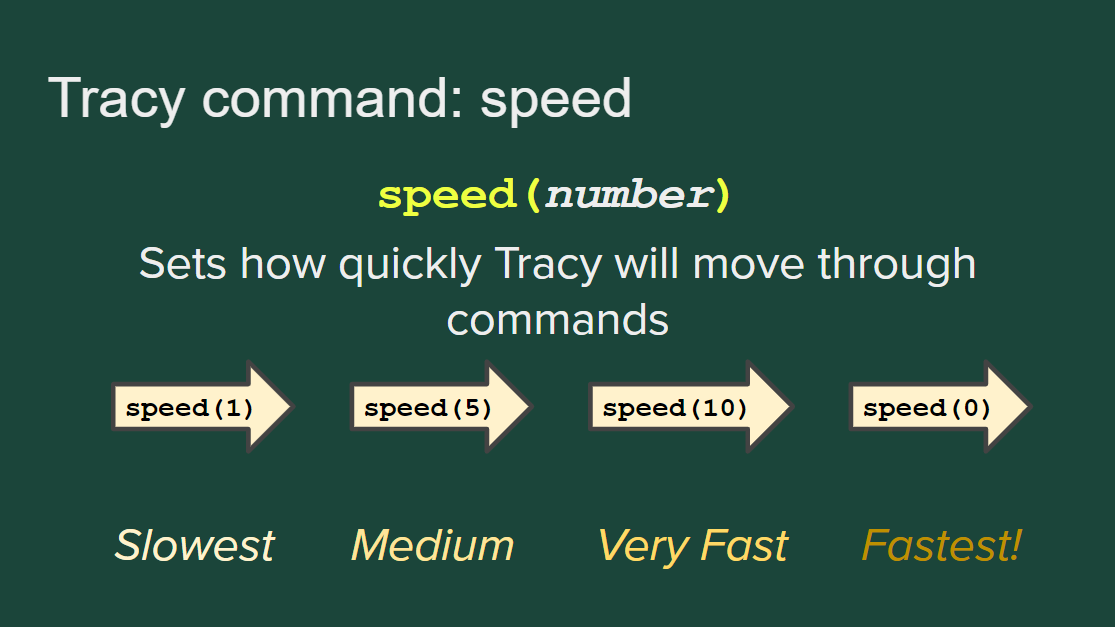 Tracy command: speed
speed(number)
Sets how quickly Tracy will move through
commands
speed(1) speed(5) speed(10) speed(0)
Slowest Medium Very Fast Fastest!